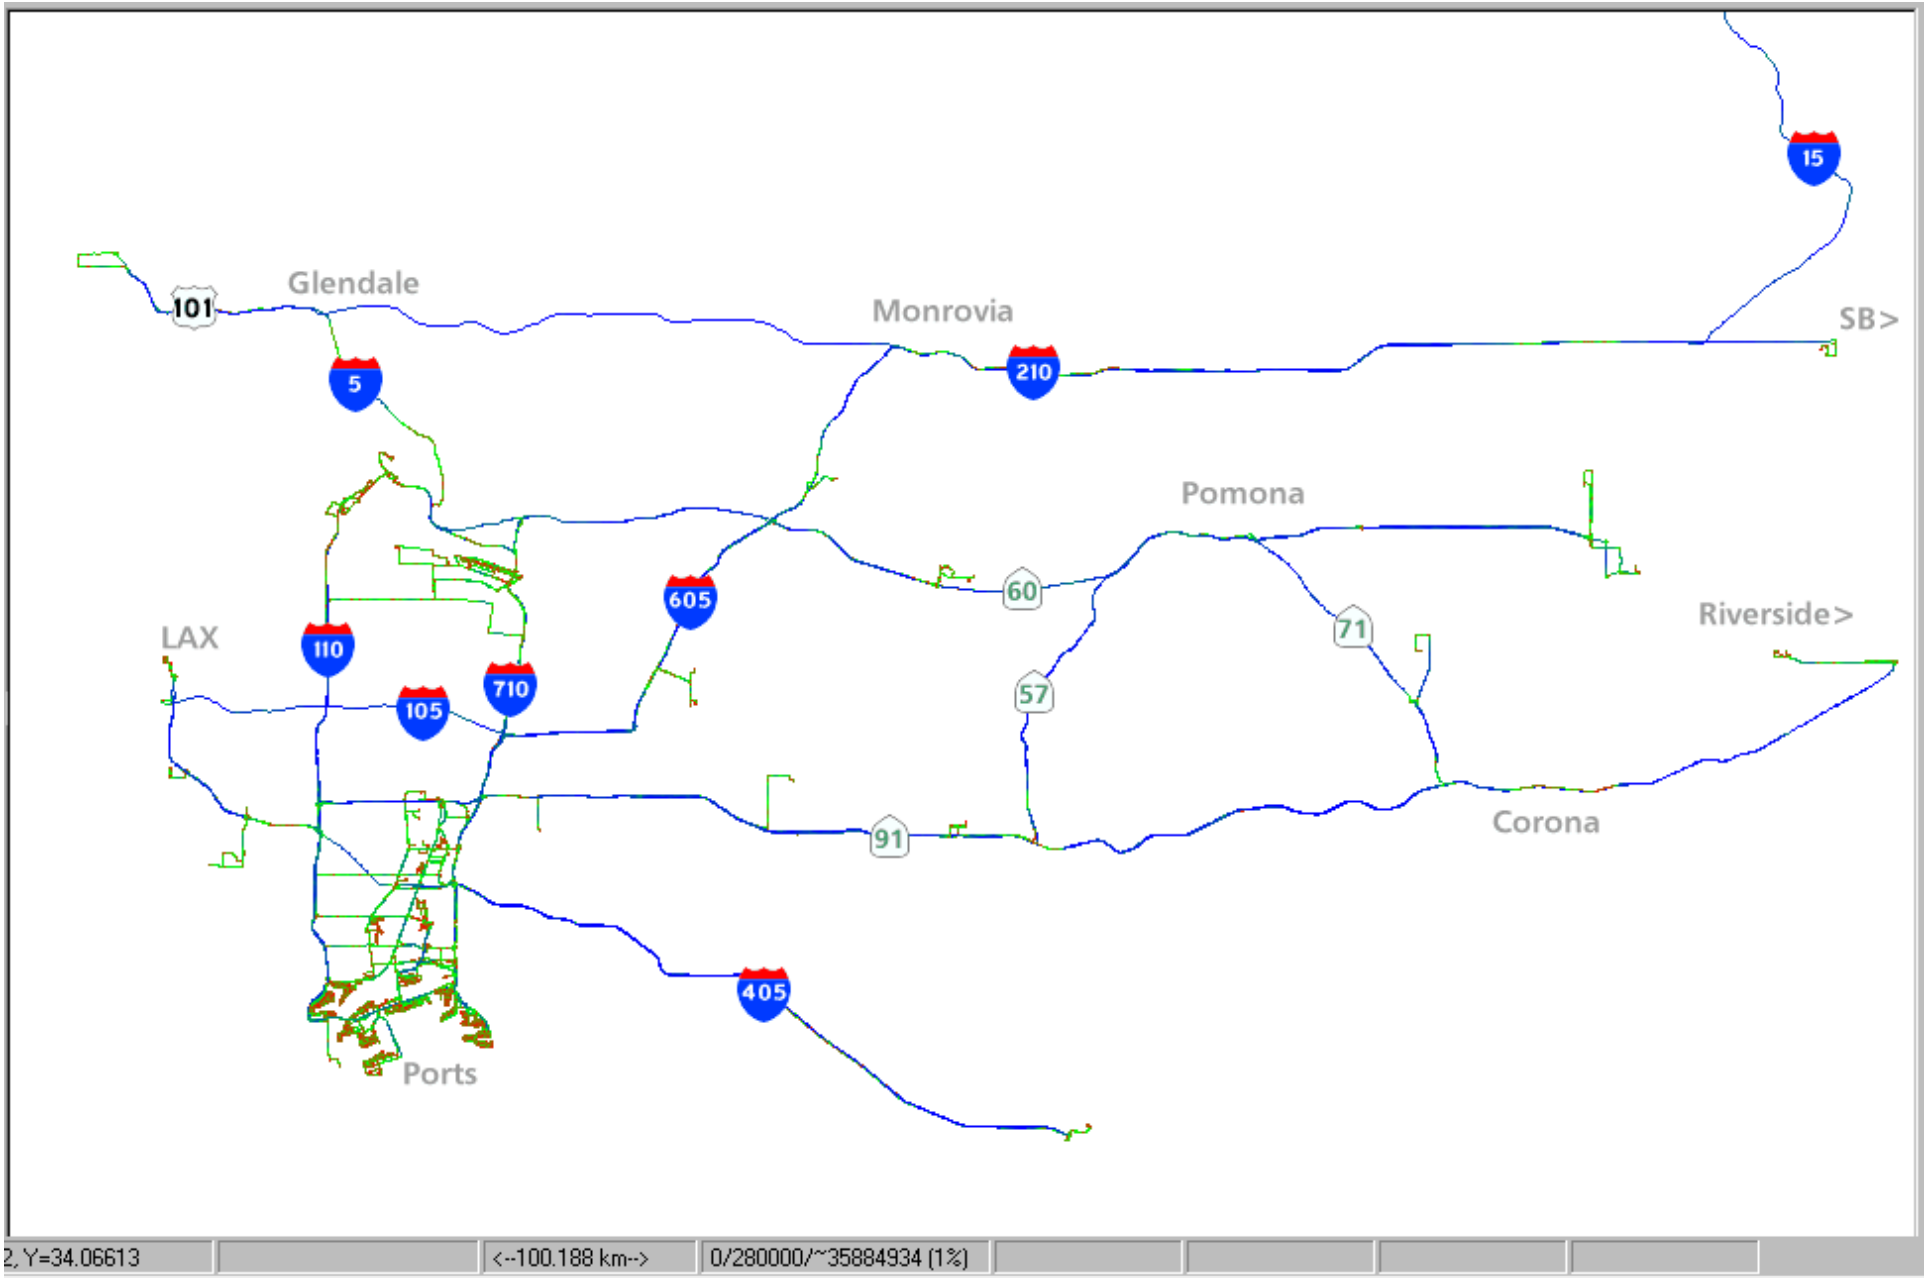 15
Glendale
101
Monrovia
SB>
5
210
Pomona
60
605
Riverside>
LAX
110
71
710
57
105
Corona
91
405
Ports
2, Y=34.06613
<--100.188 km-->
0/280000/~35884934 (1%)